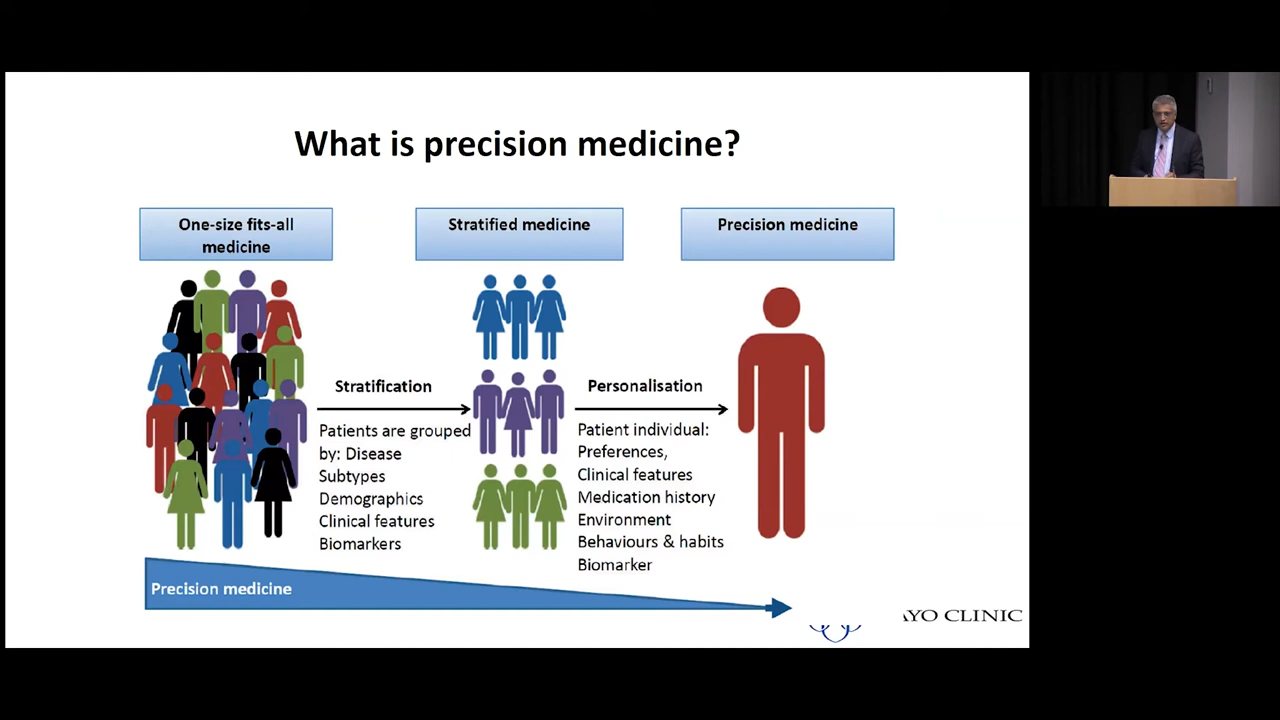 What is precision medicine?
One-size fits-all
medicine
Stratified medicine
Precision medicine
Stratification
Patients are grouped
by: Disease
Subtypes
Demographics
Clinical features
Biomarkers
Personalisation
Patient individual:
Preferences,
Clinical features
Medication history
Environment
Behaviours & habits
Biomarker
Precision medicine
YO CLINIC